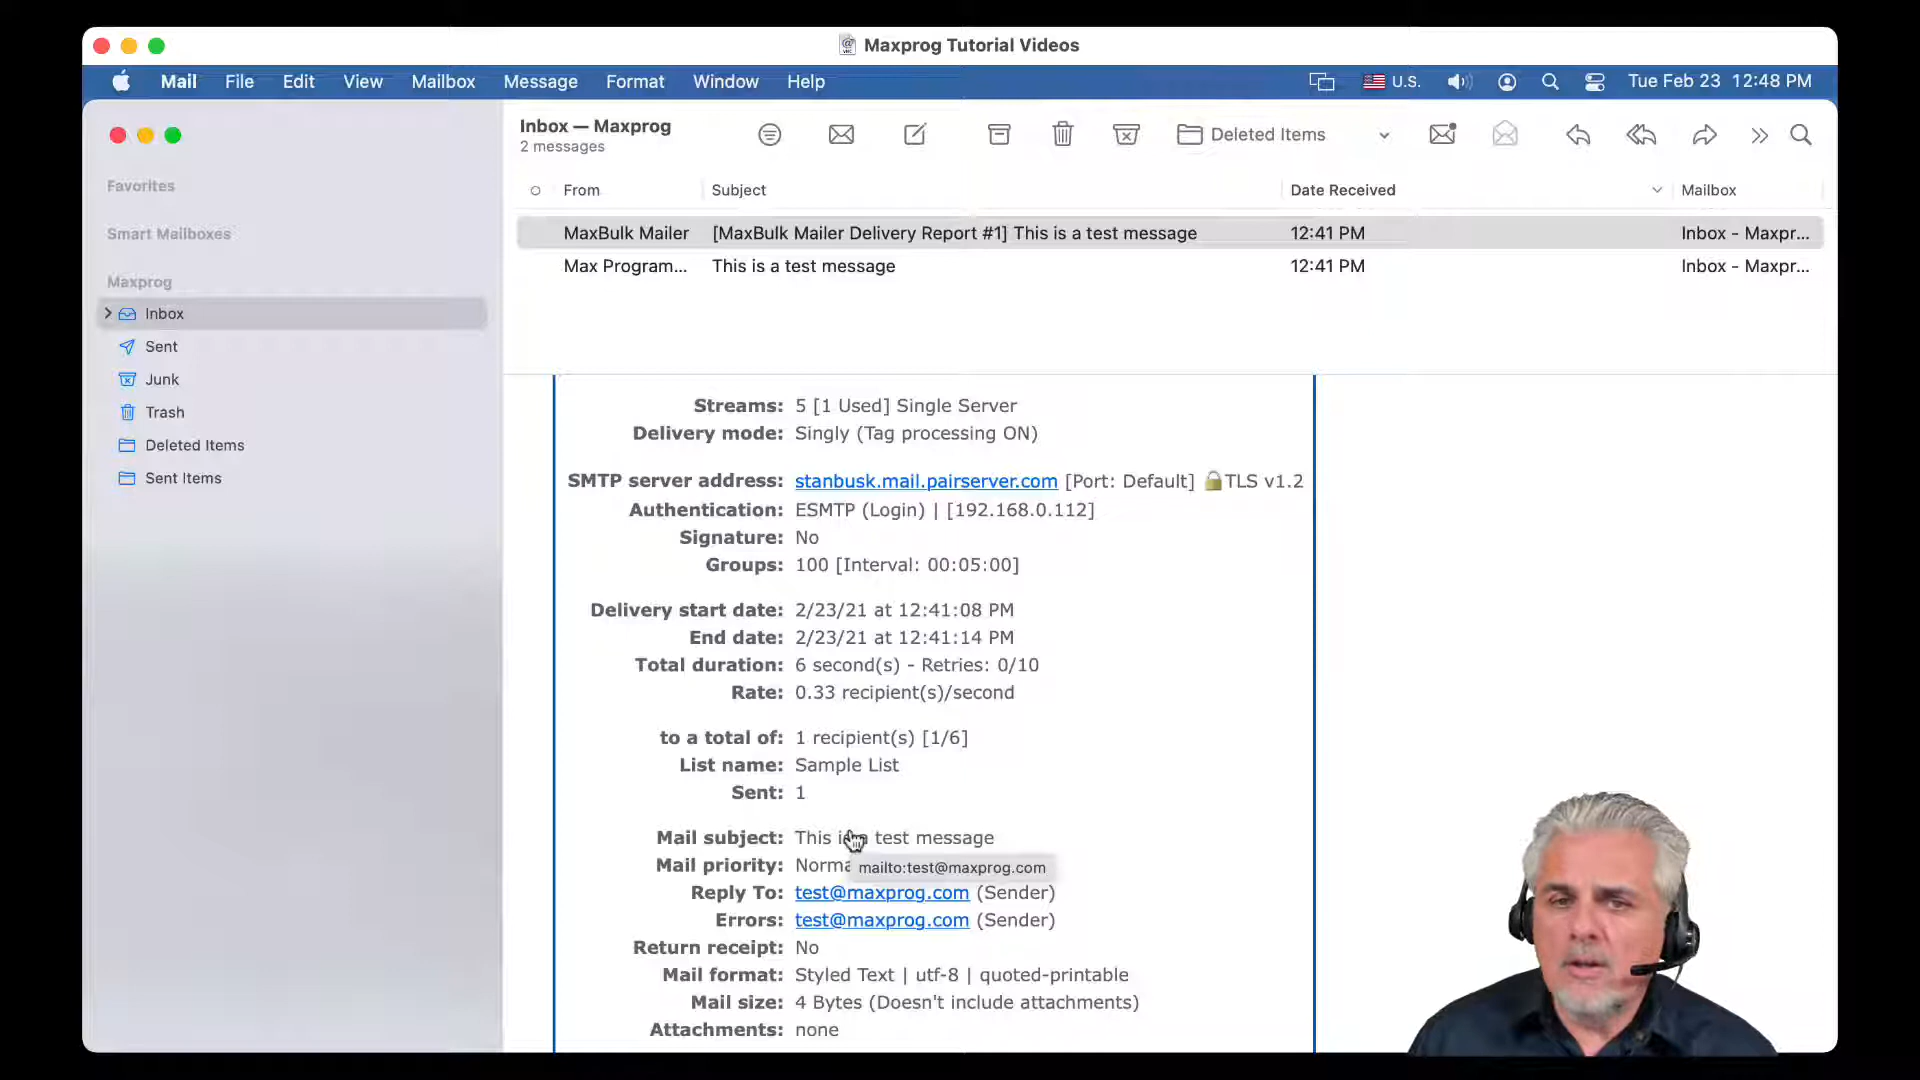 Maxprog Tutorial Videos
Mail File Edit View Mailbox Message Format Window Help U.S. Tue Feb 23 12:48 PM
Inbox — Maxprog
2 messages
Deleted Items
Favorites
Smart Mailboxes
Maxprog
Inbox
Sent
Junk
Trash
Deleted Items
Sent Items
From Subject Date Received Mailbox
MaxBulk Mailer [MaxBulk Mailer Delivery Report #1] This is a test message 12:41 PM Inbox - Maxpr...
Max Program... This is a test message 12:41 PM Inbox - Maxpr...
Streams: 5 [1 Used] Single Server
Delivery mode: Singly (Tag processing ON)
SMTP server address: stanbusk.mail.pairserver.com [Port: Default] TLS v1.2
Authentication: ESMTP (Login) | [192.168.0.112]
Signature: No
Groups: 100 [Interval: 00:05:00]
Delivery start date: 2/23/21 at 12:41:08 PM
End date: 2/23/21 at 12:41:14 PM
Total duration: 6 second(s) - Retries: 0/10
Rate: 0.33 recipient(s)/second
to a total of: 1 recipient(s) [1/6]
List name: Sample List
Sent: 1
Mail subject: This is a test message
Mail priority: Norma
mailto:test@maxprog.com
Reply To: test@maxprog.com (Sender)
Errors: test@maxprog.com (Sender)
Return receipt: No
Mail format: Styled Text | utf-8 | quoted-printable
Mail size: 4 Bytes (Doesn't include attachments)
Attachments: none